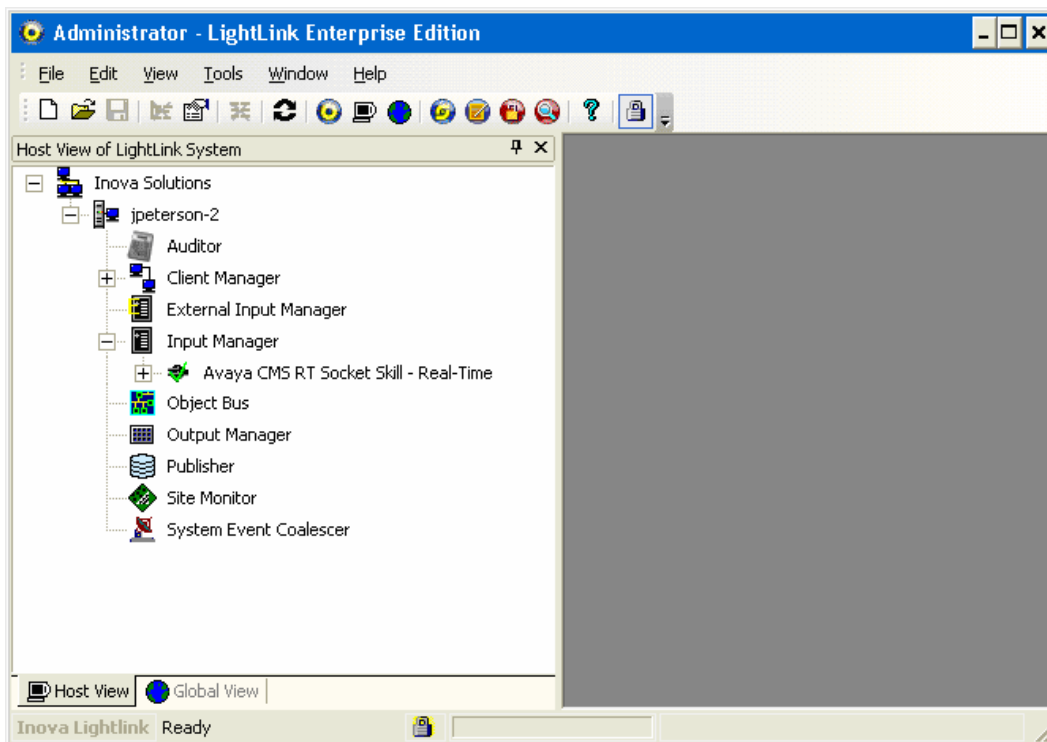 Administrator - LightLink Enterprise Edition
File Edit View Tools Window Help
Host View of LightLink System
Inova Solutions
jpeterson-2
Auditor
Client Manager
External Input Manager
Input Manager
Avaya CMS RT Socket Skill - Real-Time
Object Bus
Output Manager
Publisher
Site Monitor
System Event Coalescer
Host View Global View
Inova Lightlink Ready